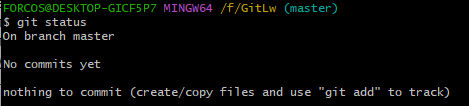 FORCOS@DESKTOP-GICF5P7 MINGW64 /f/GitLw (master)
$ git status
On branch master
No commits yet
nothing to commit (create/copy files and use "git add" to track)